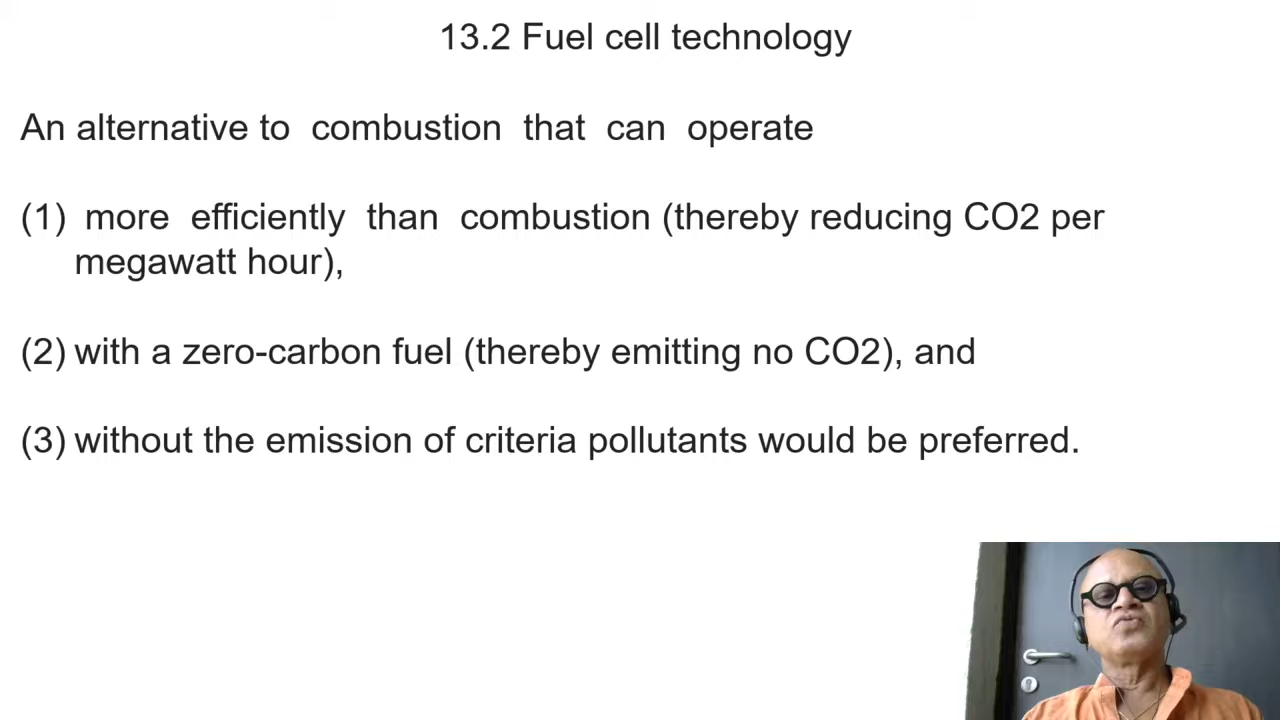 13.2 Fuel cell technology
An alternative to combustion that can operate
(1) more efficiently than combustion (thereby reducing CO2 per
megawatt hour),
(2) with a zero-carbon fuel (thereby emitting no CO2), and
(3) without the emission of criteria pollutants would be preferred.